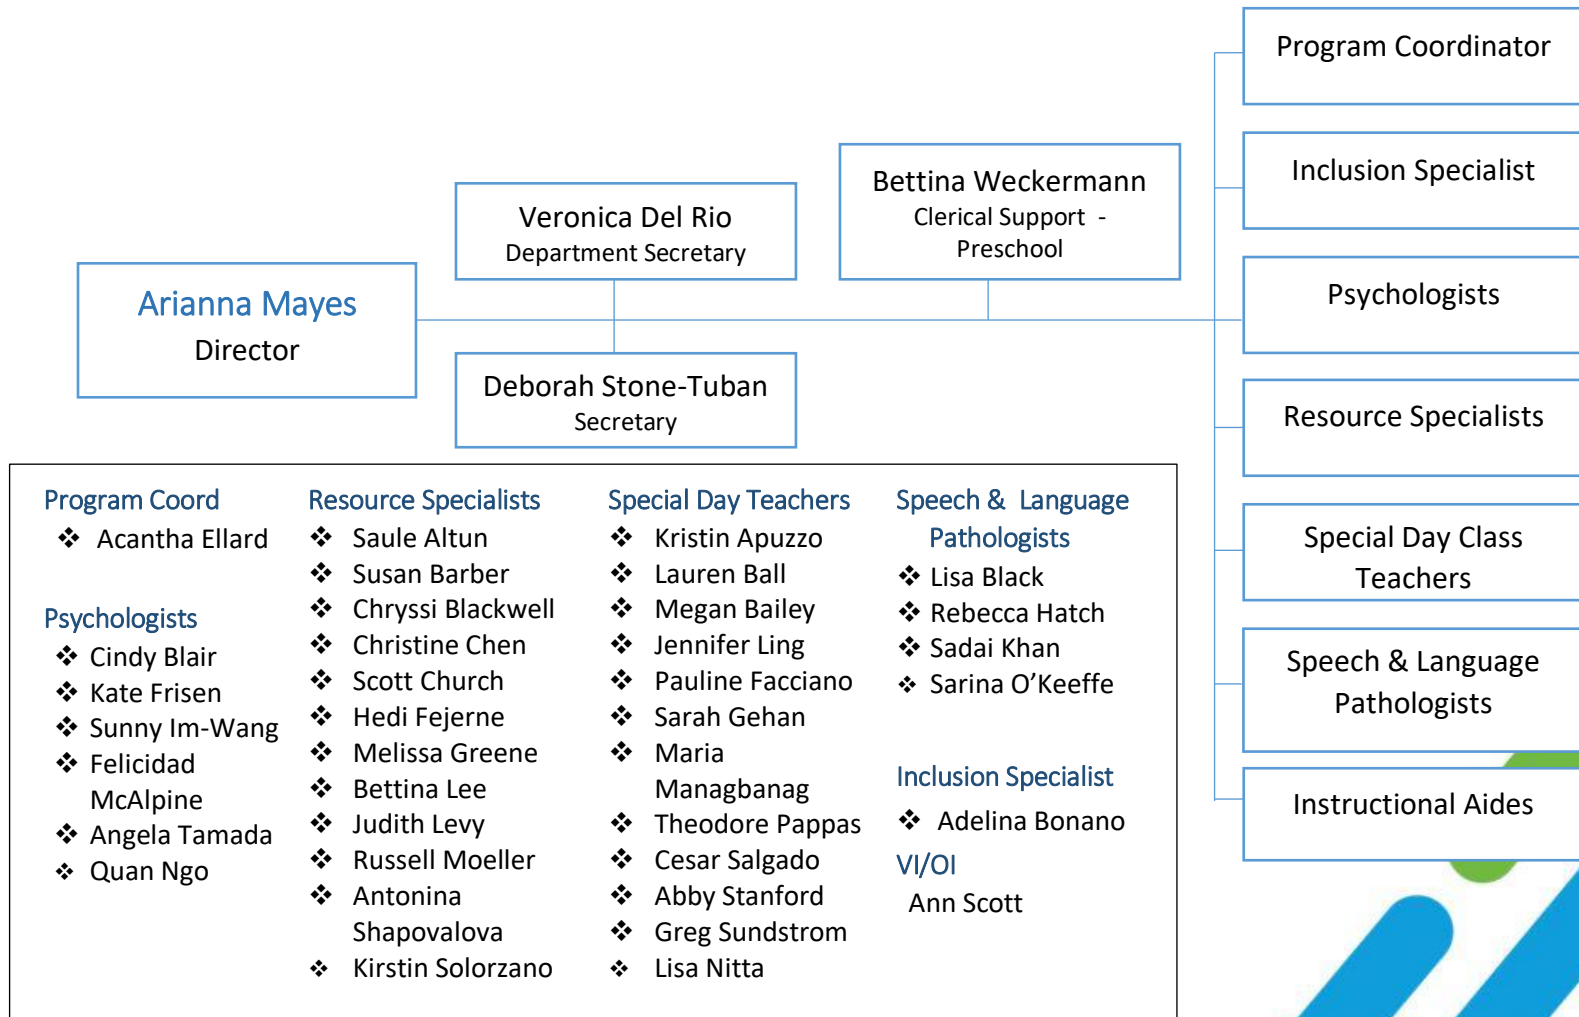 Program Coordinator
Inclusion Specialist
Bettina Weckermann
Clerical Support -
Preschool
Veronica Del Rio
Department Secretary
Arianna Mayes
Director
Psychologists
Deborah Stone-Tuban
Secretary
Resource Specialists
Special Day Class
Teachers
Speech & Language
Pathologists
Instructional Aides
Program Coord
❖ Acantha Ellard
Psychologists
❖ Cindy Blair
❖ Kate Frisen
❖ Sunny Im-Wang
❖ Felicidad
McAlpine
❖ Angela Tamada
❖ Quan Ngo
Resource Specialists
❖ Saule Altun
❖ Susan Barber
❖ Chryssi Blackwell
❖ Christine Chen
❖ Scott Church
❖ Hedi Fejerne
❖ Melissa Greene
❖ Bettina Lee
❖ Judith Levy
❖ Russell Moeller
❖ Antonina
Shapovalova
❖ Kirstin Solorzano
Special Day Teachers
❖ Kristin Apuzzo
❖ Lauren Ball
❖ Megan Bailey
❖ Jennifer Ling
❖ Pauline Facciano
❖ Sarah Gehan
❖ Maria
Managbanag
❖ Theodore Pappas
❖ Cesar Salgado
❖ Abby Stanford
❖ Greg Sundstrom
❖ Lisa Nitta
Speech & Language
Pathologists
❖ Lisa Black
❖ Rebecca Hatch
❖ Sadai Khan
❖ Sarina O’Keeffe
Inclusion Specialist
❖ Adelina Bonano
VI/OI
Ann Scott